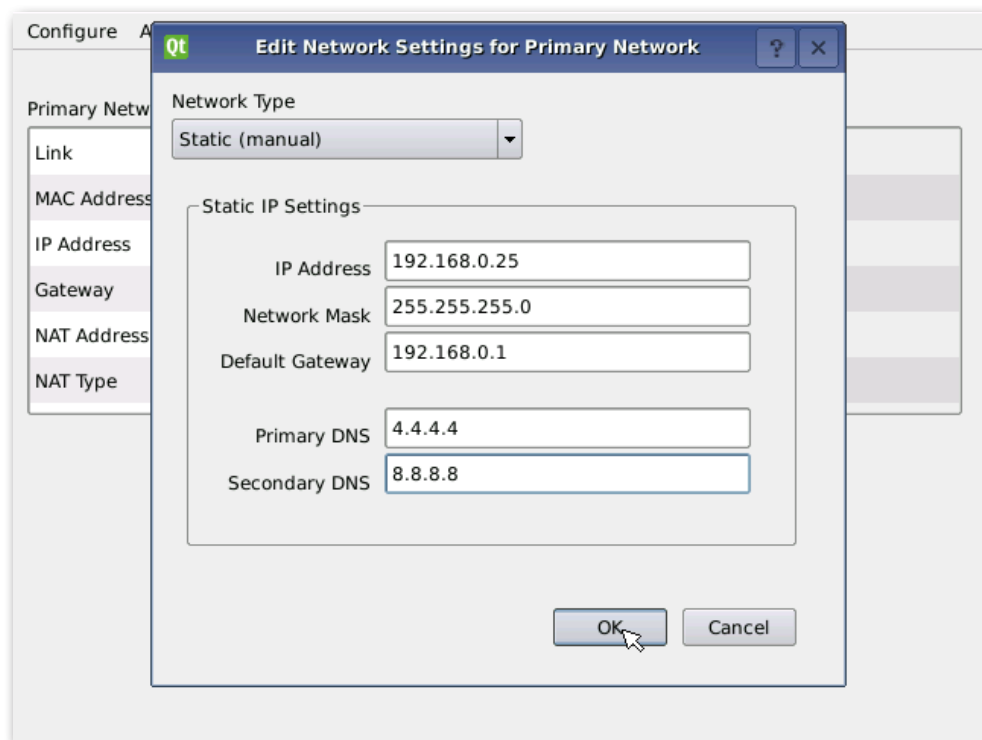 Configure A
Qt Edit Network Settings for Primary Network ? ×
Network Type
Primary Netw
Static (manual)
Link
MAC Address
Static IP Settings
IP Address
IP Address 192.168.0.25
Gateway
Network Mask 255.255.255.0
NAT Address
Default Gateway 192.168.0.1
NAT Type
Primary DNS 4.4.4.4
Secondary DNS 8.8.8.8
OK Cancel